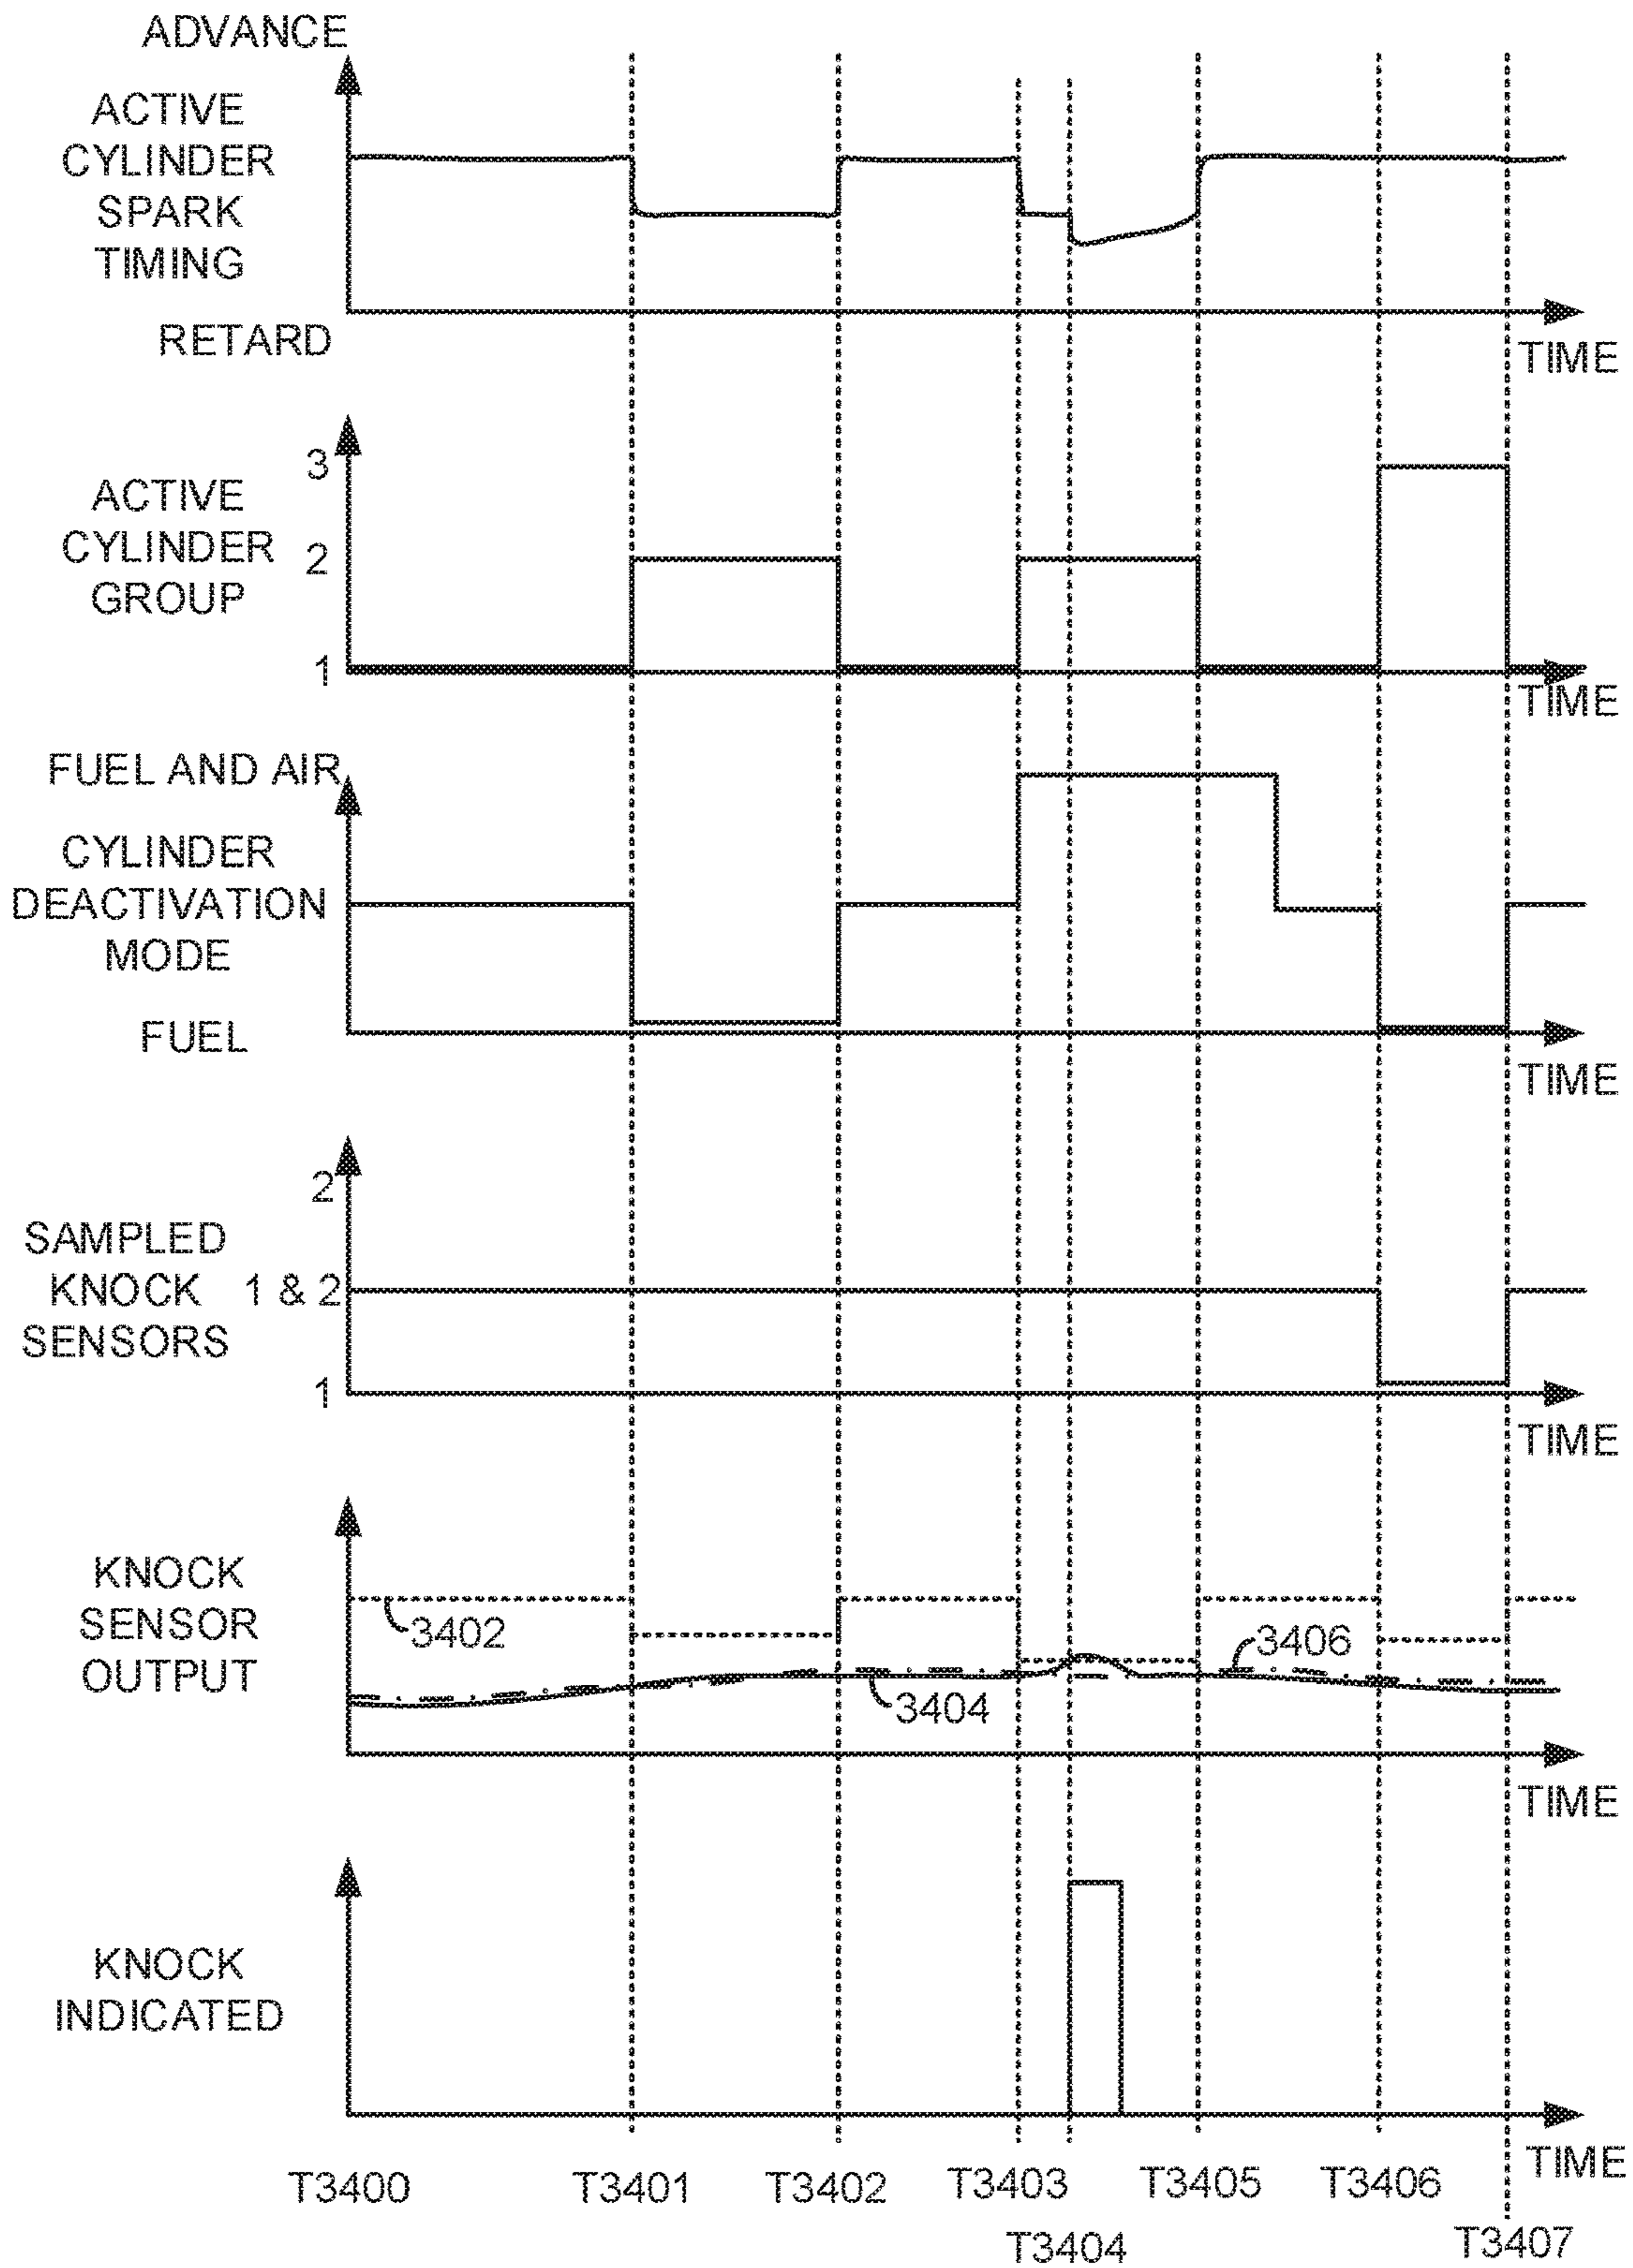 ADVANCE
ACTIVE
CYLINDER
SPARK
TIMING
RETARD
TIME
3
ACTIVE
CYLINDER 2
GROUP
1
TIME
FUEL AND AIR
CYLINDER
DEACTIVATION
MODE
FUEL
TIME
2
SAMPLED
KNOCK 1 & 2
SENSORS
1
TIME
KNOCK
SENSOR
OUTPUT
3402
3406
3404
TIME
KNOCK
INDICATED
TIME
T3400 T3401 T3402 T3403 T3405 T3406
T3404 T3407